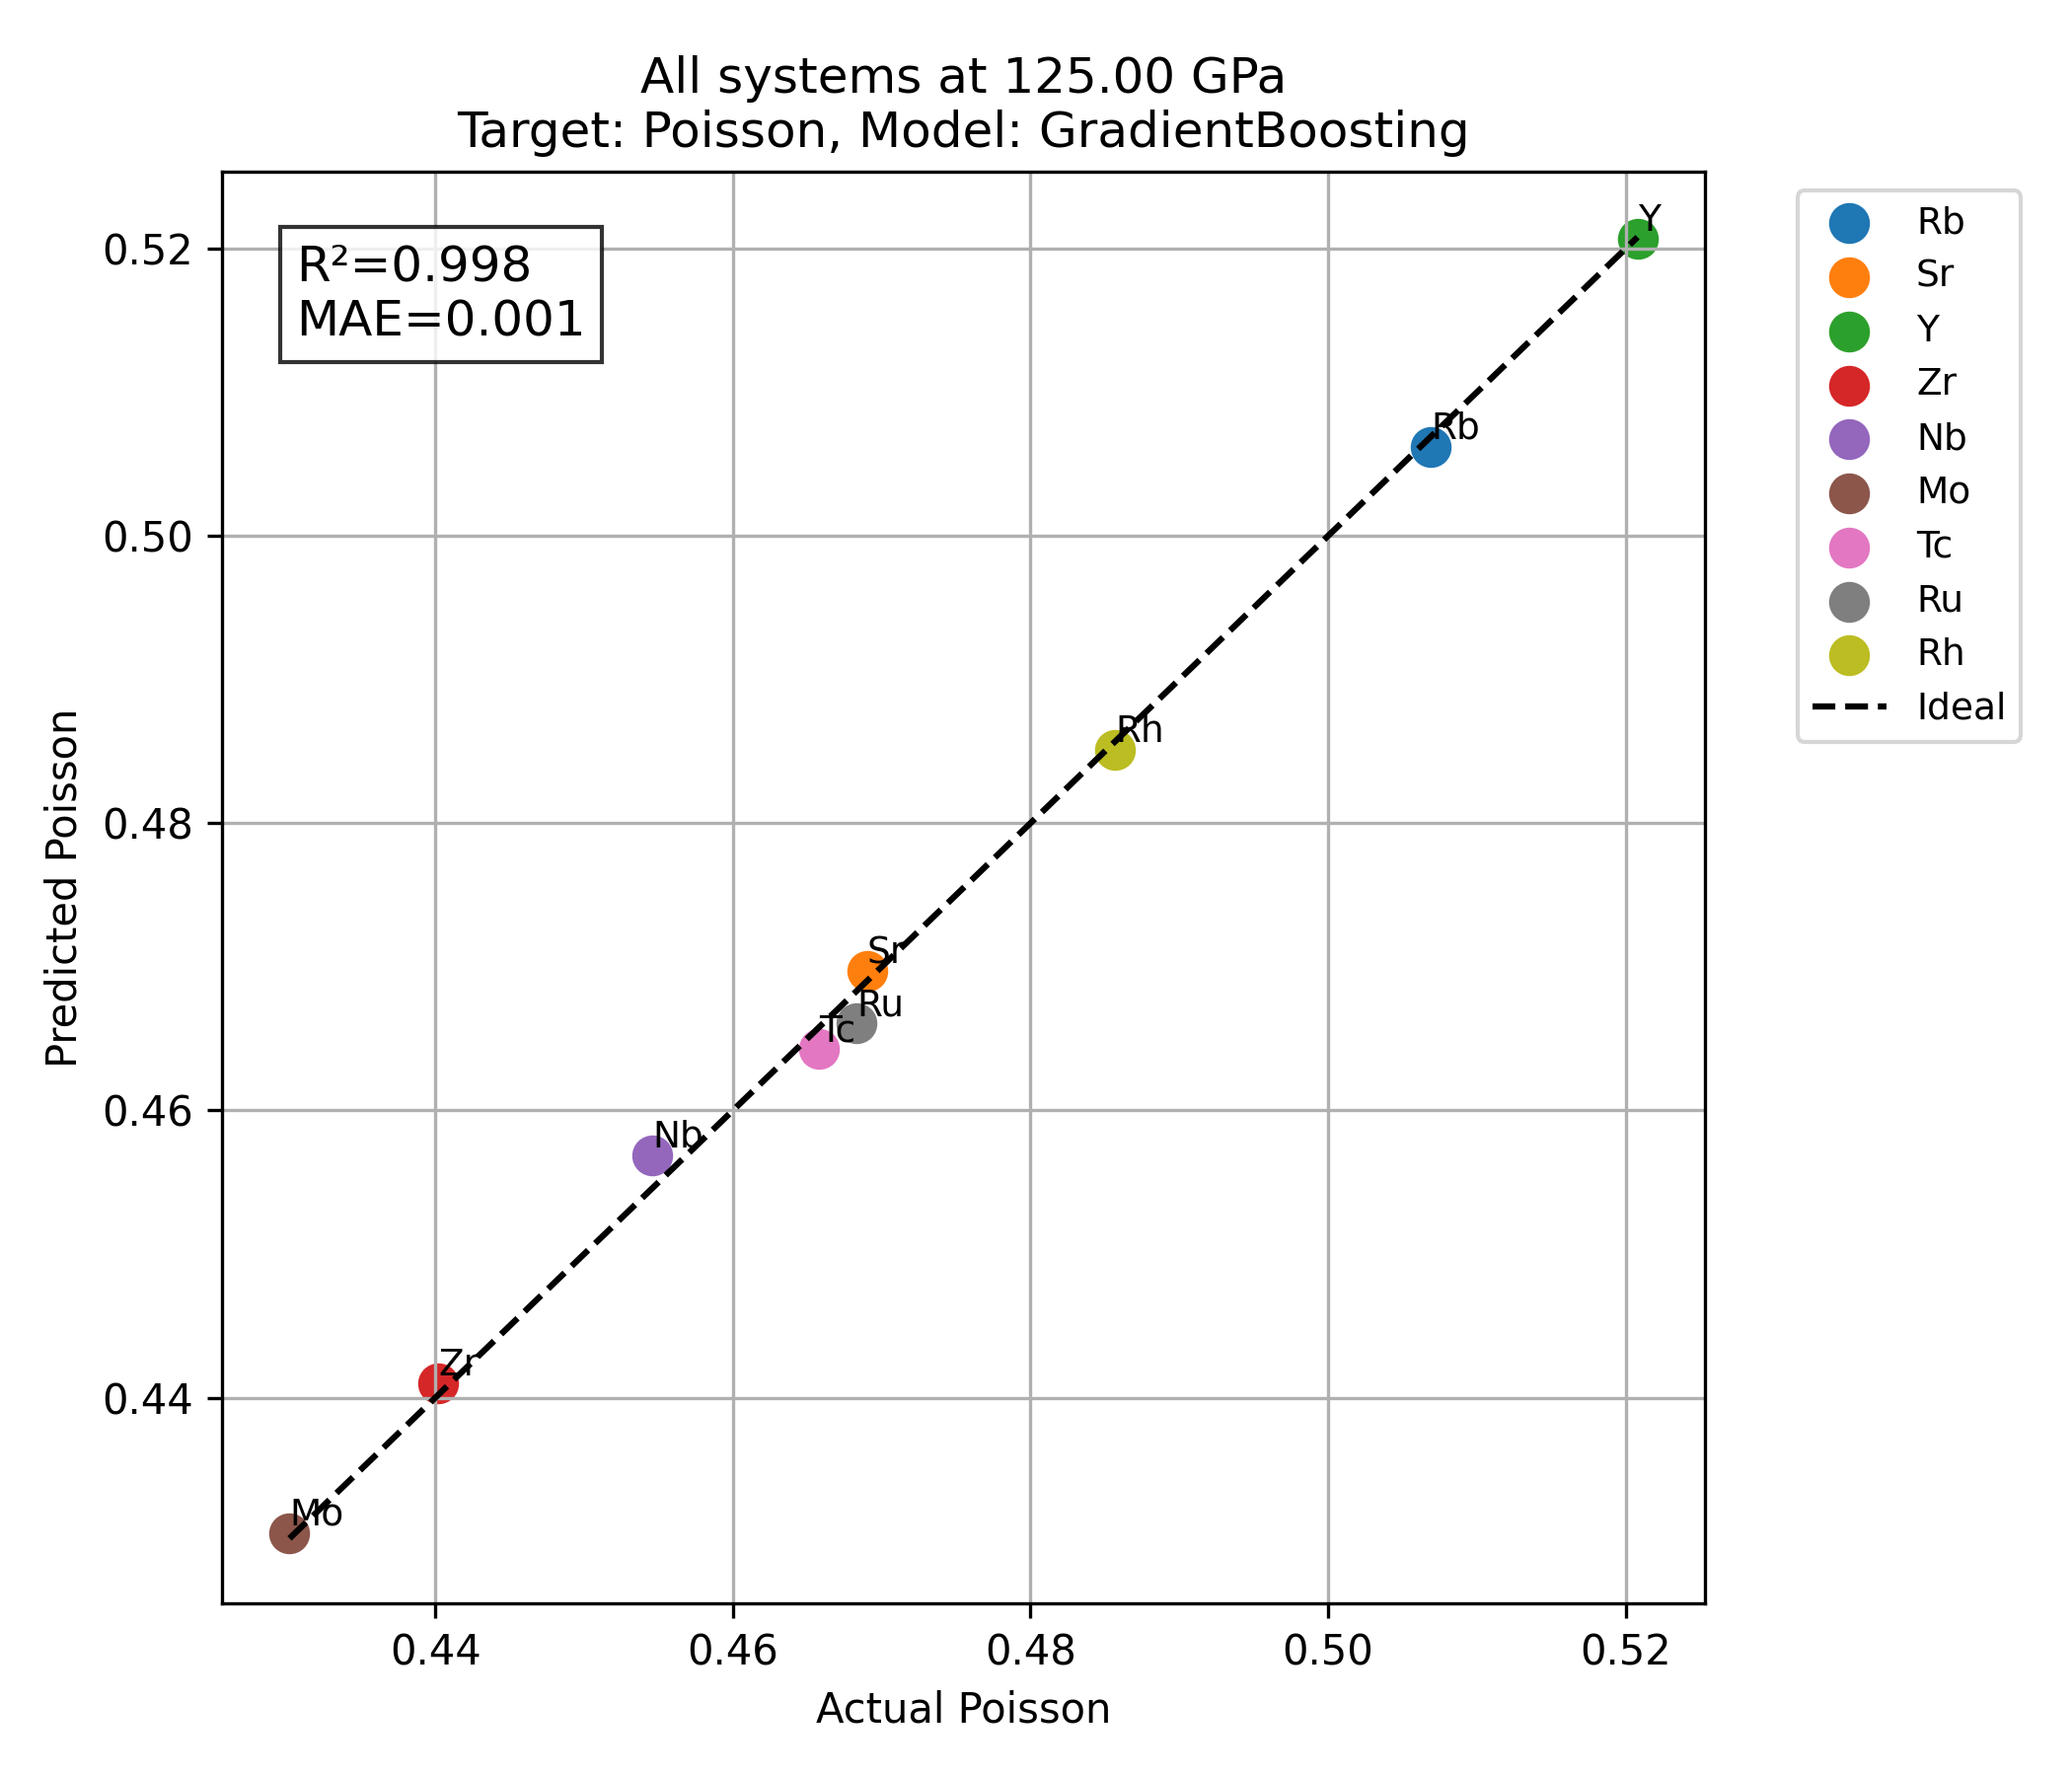 All systems at 125.00 GPa
Target: Poisson, Model: GradientBoosting
R²=0.998
MAE=0.001
Predicted Poisson
0.52
0.50
0.48
0.46
0.44
Y
Rb
Rh
Sr
Ru
Tc
Nb
Zr
Mo
0.44
0.46
0.48
0.50
0.52
Actual Poisson
Rb
Sr
Y
Zr
Nb
Mo
Tc
Ru
Rh
Ideal